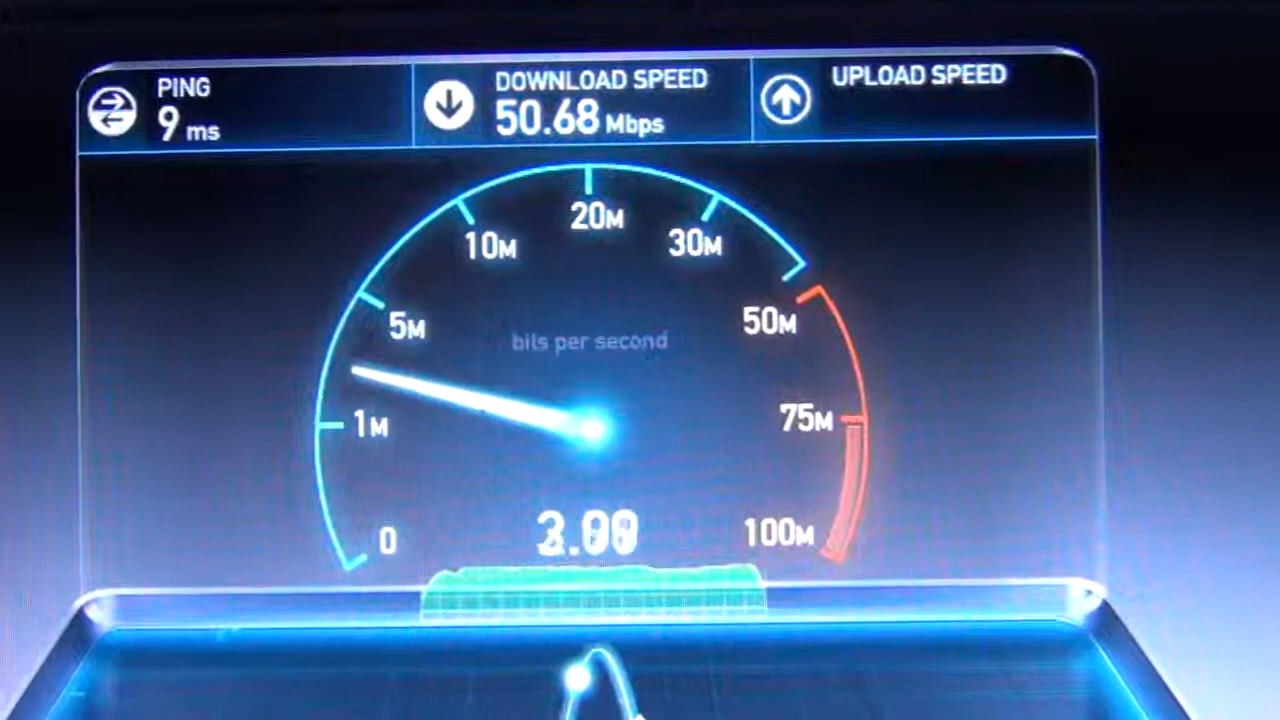 PING
9 ms
DOWNLOAD SPEED
50.68 Mbps
UPLOAD SPEED
20M
10M
30M
5M
50M
bits per second
1M
75M
0
100M